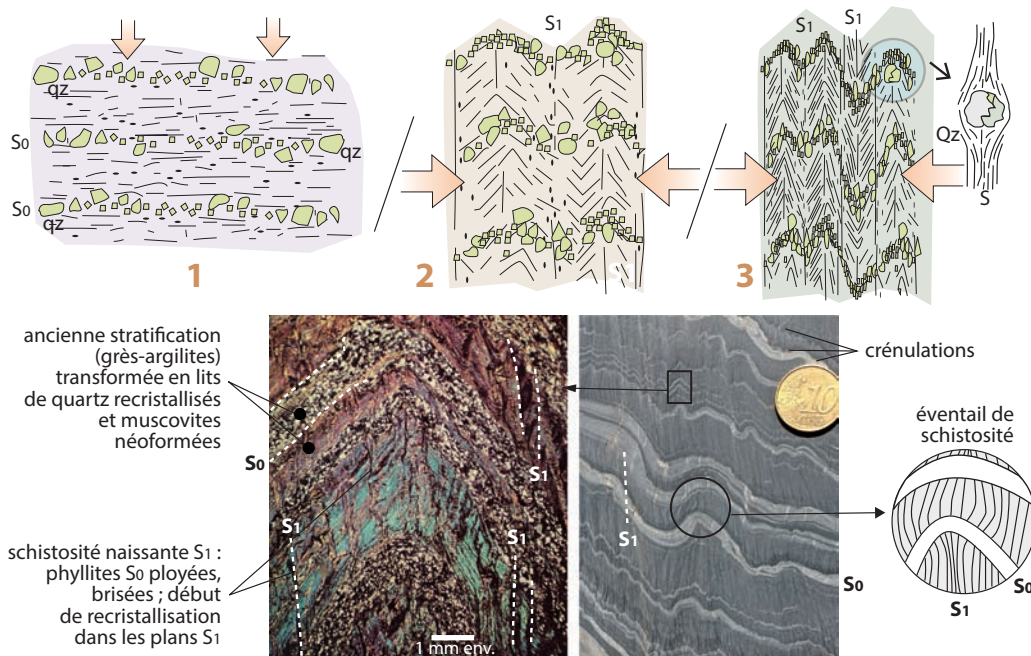 S1
S1
S1
qz
S0
qz
S0
qz
Qz
S
1
2
S1
3
ancienne stratification
(grès-argilites)
transformée en lits
de quartz recristallisés
et muscovites
néoformées
S0
S1
schistosité naissante S1 :
phyllites S0 ployées,
brisées ; début
de recristallisation
dans les plans S1
S1
S1
1 mm env.
crénulations
10
S1
éventail de
schistosité
S0
S1
S0